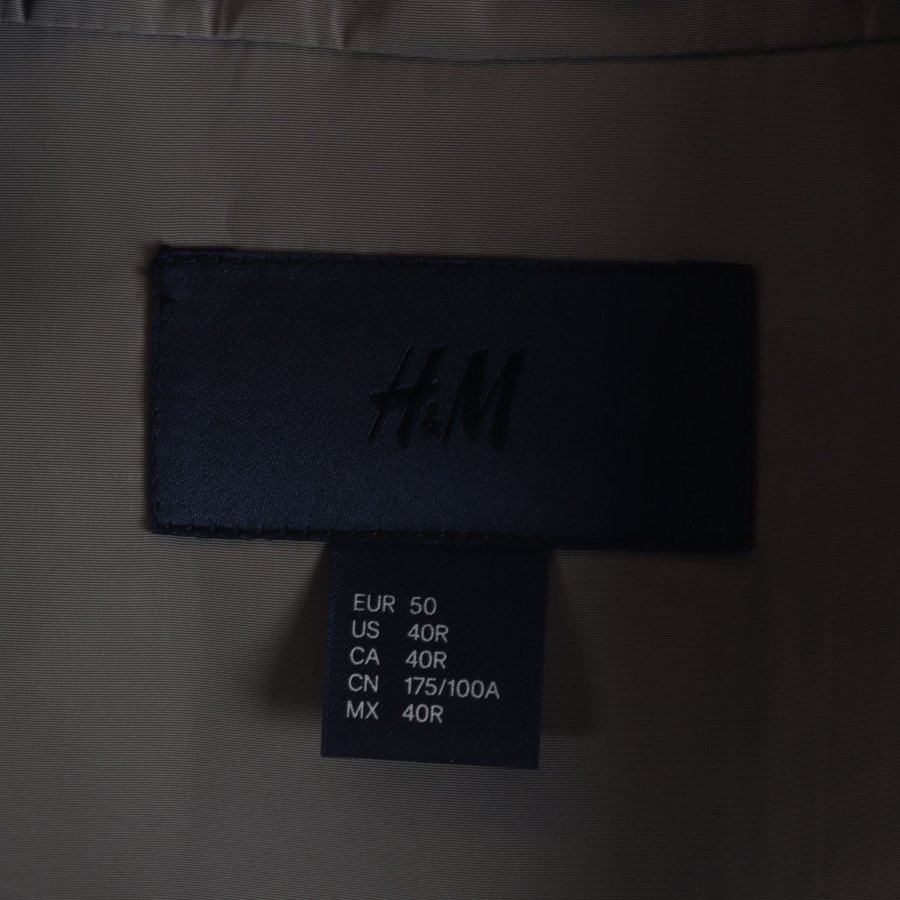 H&M
EUR 50
US 40R
CA 40R
CN 175/100A
MX 40R